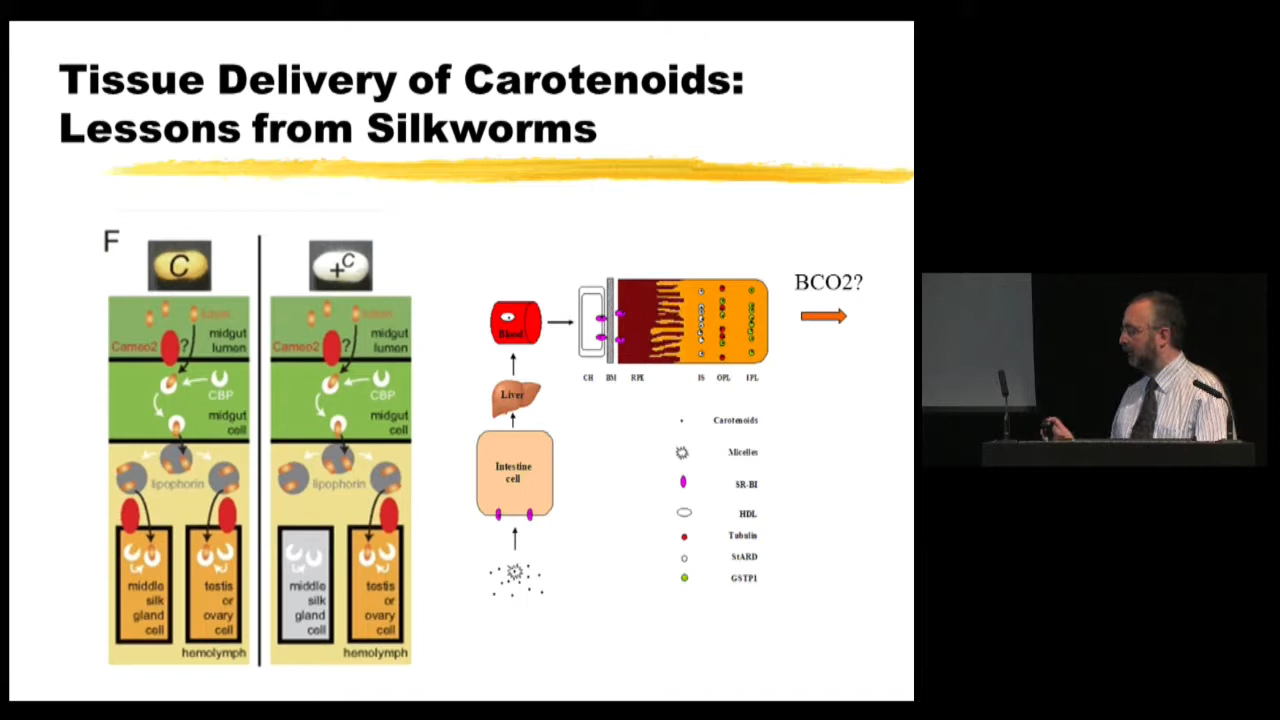 Tissue Delivery of Carotenoids:
Lessons from Silkworms
F
C
+C
Lutein
Cameo2
?
midgut
lumen
CBP
midgut
cell
lipophorin
middle
silk
gland
cell
testis
or
ovary
cell
hemolymph
Cameo2
?
midgut
lumen
CBP
midgut
cell
lipophorin
middle
silk
gland
cell
testis
or
ovary
cell
hemolymph
Blood
Liver
Intestine
cell
CH BM RPE IS OPL IPL
BCO2?
Carotenoids
Micelles
SR-BI
HDL
Tubulin
StARD
GSTP1